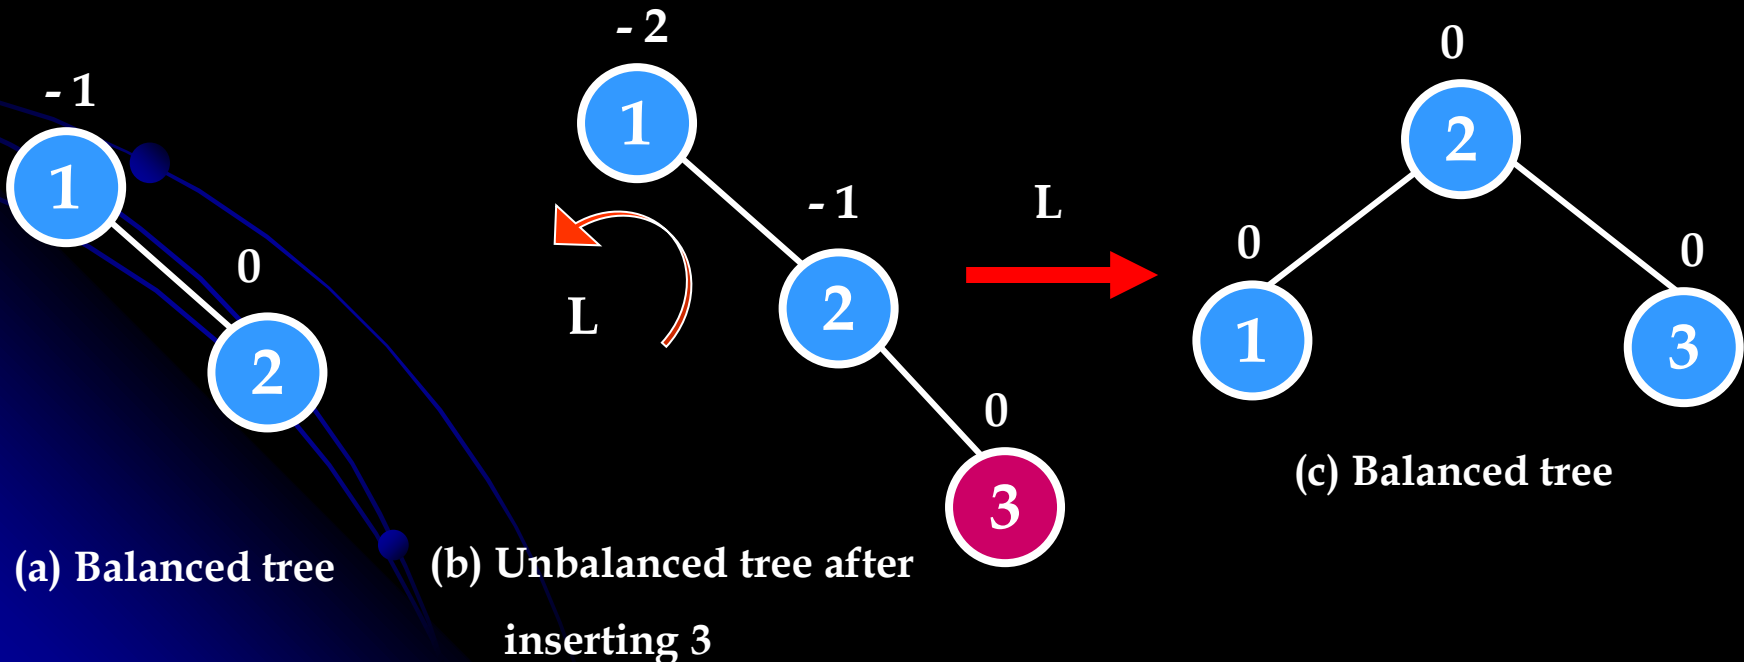 - 1
1
0
2
(a) Balanced tree
- 2
1
- 1
2
0
3
L
(b) Unbalanced tree after
inserting 3
L
0
2
0
1
0
3
(c) Balanced tree